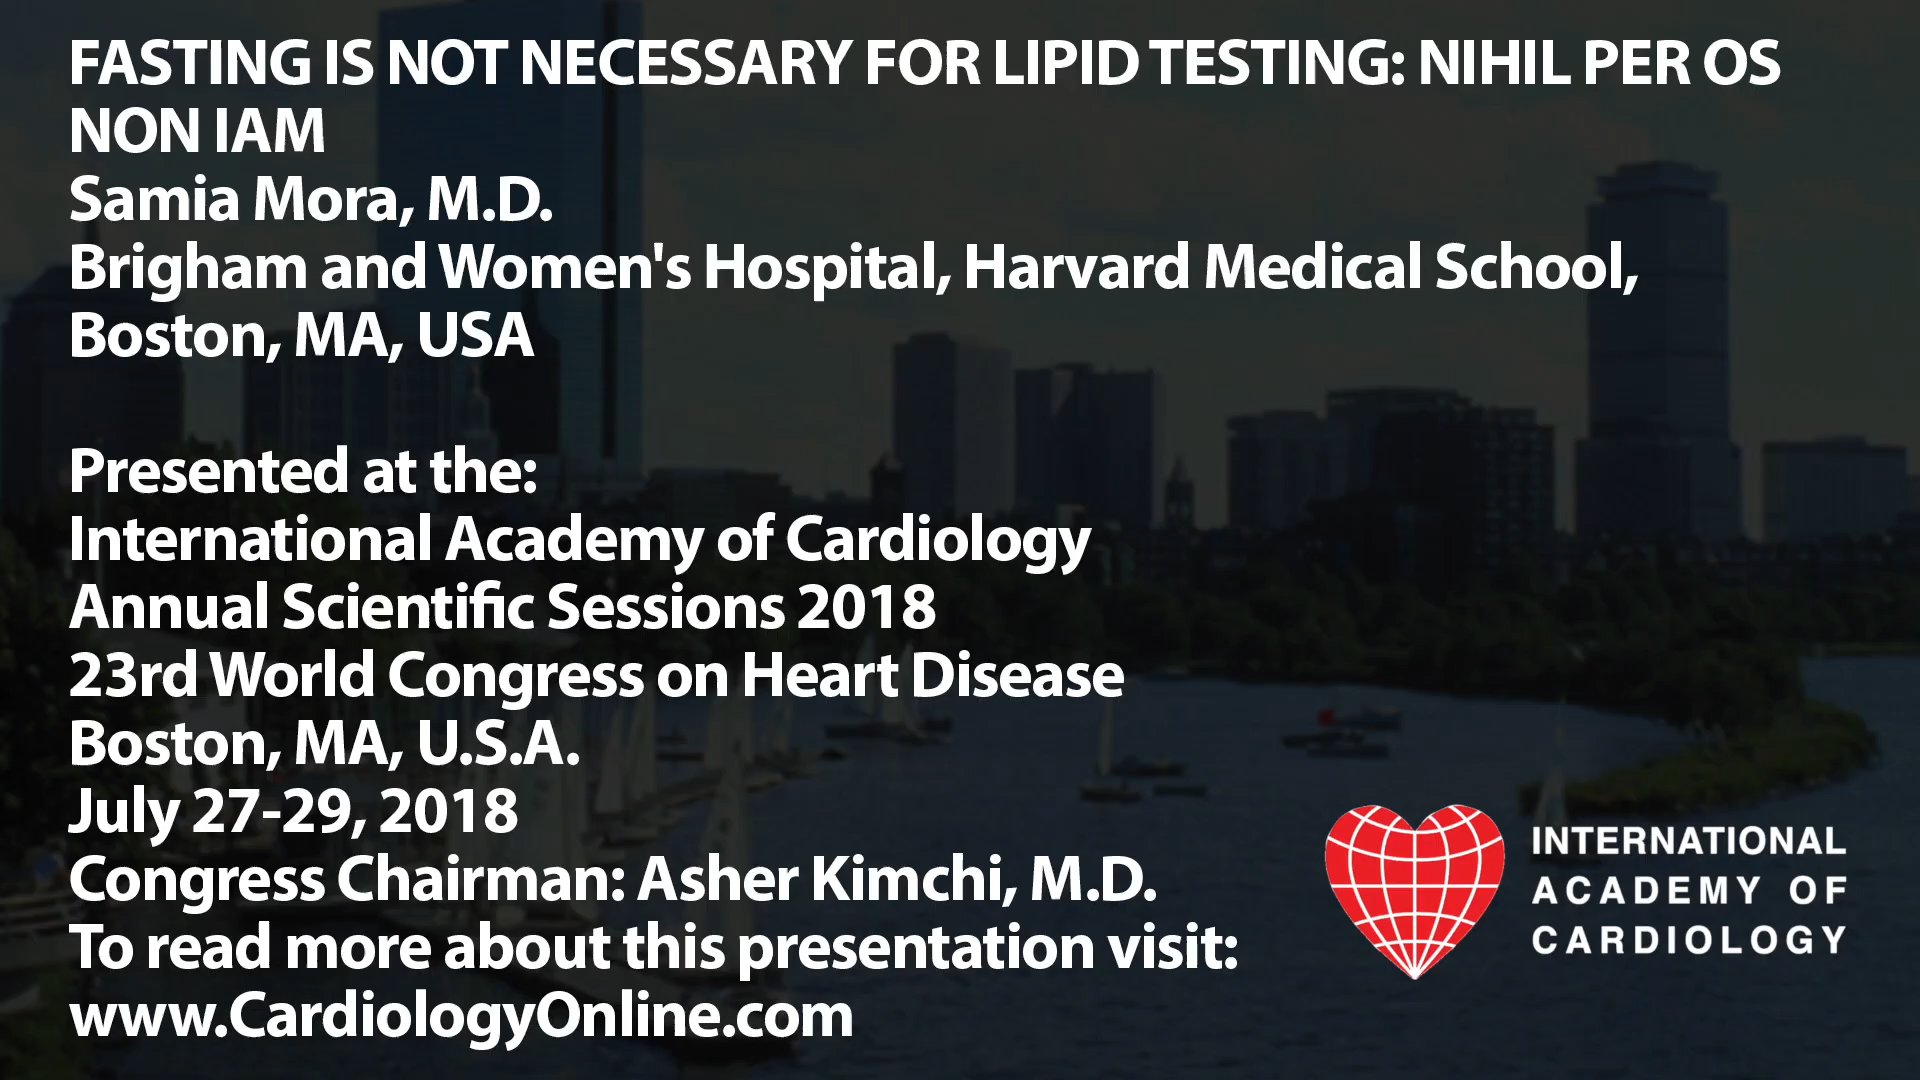 FASTING IS NOT NECESSARY FOR LIPID TESTING: NIHIL PER OS
NON IAM
Samia Mora, M.D.
Brigham and Women's Hospital, Harvard Medical School,
Boston, MA, USA
Presented at the:
International Academy of Cardiology
Annual Scientific Sessions 2018
23rd World Congress on Heart Disease
Boston, MA, U.S.A.
July 27-29, 2018
Congress Chairman: Asher Kimchi, M.D.
To read more about this presentation visit:
www.CardiologyOnline.com
INTERNATIONAL
ACADEMY OF
CARDIOLOGY